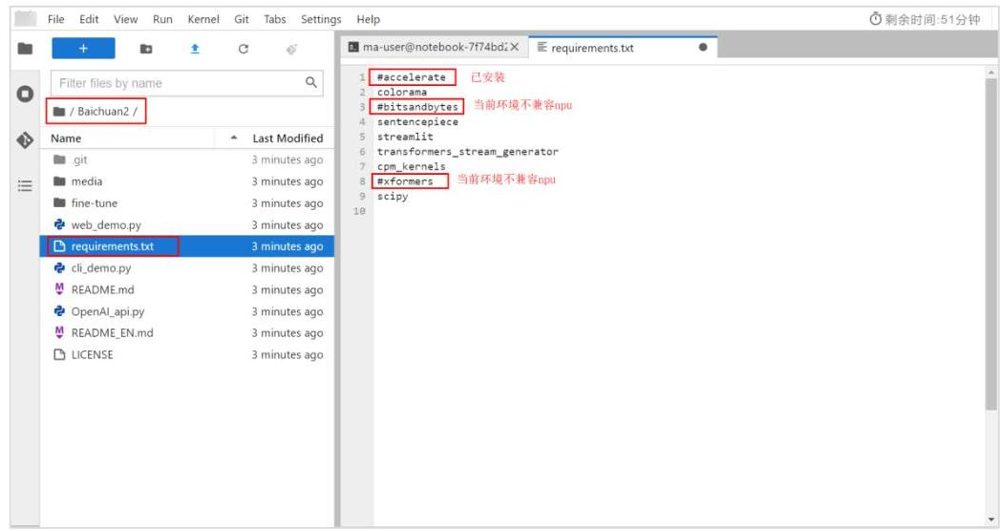 File Edit View Run Kernel Git Tabs Settings Help
剩余时间:51分钟
+
Filter files by name
/ Baichuan2 /
Name Last Modified
.git 3 minutes ago
media 3 minutes ago
fine-tune 3 minutes ago
web_demo.py 3 minutes ago
requirements.txt 3 minutes ago
cli_demo.py 3 minutes ago
README.md 3 minutes ago
OpenAI_api.py 3 minutes ago
README_EN.md 3 minutes ago
LICENSE 3 minutes ago
ma-user@notebook-7f74bd2 requirements.txt
1 #accelerate 已安装
2 colorama
3 #bitsandbytes 当前环境不兼容npu
4 sentencepiece
5 streamlit
6 transformers_stream_generator
7 cpm_kernels
8 #xformers 当前环境不兼容npu
9 scipy
10